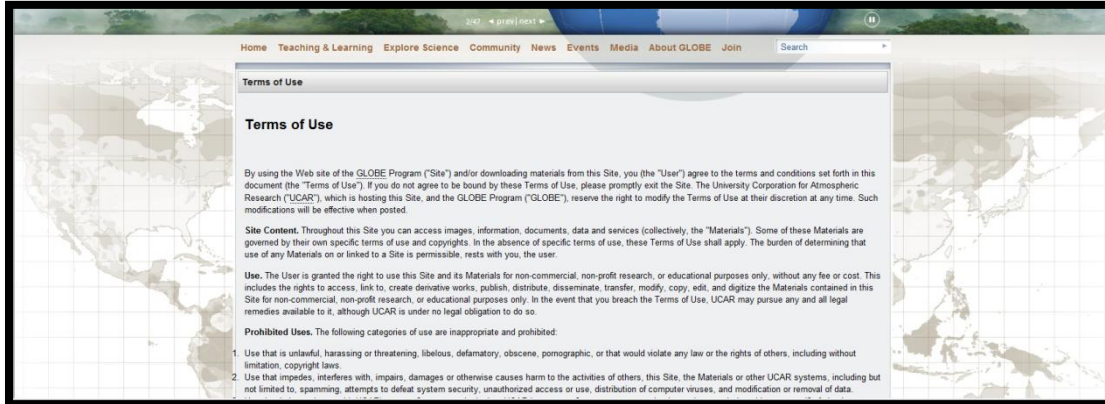 2/47 ◄ prev| next ►
Home Teaching & Learning Explore Science Community News Events Media About GLOBE Join Search
Terms of Use
Terms of Use
By using the Web site of the GLOBE Program ("Site") and/or downloading materials from this Site, you (the "User") agree to the terms and conditions set forth in this
document (the "Terms of Use"). If you do not agree to be bound by these Terms of Use, please promptly exit the Site. The University Corporation for Atmospheric
Research ("UCAR"), which is hosting this Site, and the GLOBE Program ("GLOBE"), reserve the right to modify the Terms of Use at their discretion at any time. Such
modifications will be effective when posted.
Site Content. Throughout this Site you can access images, information, documents, data and services (collectively, the "Materials"). Some of these Materials are
governed by their own specific terms of use and copyrights. In the absence of specific terms of use, these Terms of Use shall apply. The burden of determining that
use of any Materials on or linked to a Site is permissible, rests with you, the user.
Use. The User is granted the right to use this Site and its Materials for non-commercial, non-profit research, or educational purposes only, without any fee or cost. This
includes the rights to access, link to, create derivative works, publish, distribute, disseminate, transfer, modify, copy, edit, and digitize the Materials contained in this
Site for non-commercial, non-profit research, or educational purposes only. In the event that you breach the Terms of Use, UCAR may pursue any and all legal
remedies available to it, although UCAR is under no legal obligation to do so.
Prohibited Uses. The following categories of use are inappropriate and prohibited:
1. Use that is unlawful, harassing or threatening, libelous, defamatory, obscene, pornographic, or that would violate any law or the rights of others, including without
limitation, copyright laws.
2. Use that impedes, interferes with, impairs, damages or otherwise causes harm to the activities of others, this Site, the Materials or other UCAR systems, including but
not limited to, spamming, attempts to defeat system security, unauthorized access or use, distribution of computer viruses, and modification or removal of data.